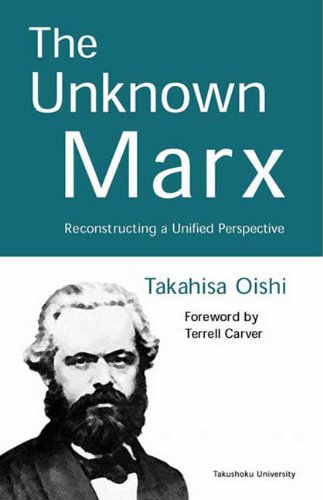 The
Unknown
Marx
Reconstructing a Unified Perspective
Takahisa Oishi
Foreword by
Terrell Carver
Takushoku University